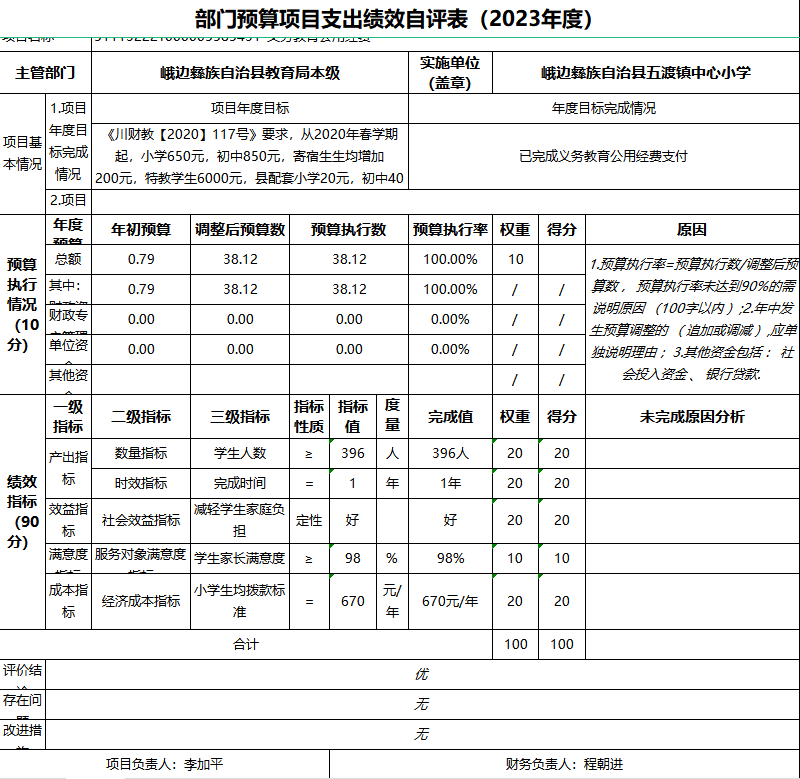 部门预算项目支出绩效自评表（2023年度）
主管部门 峨边彝族自治县教育局本级 实施单位（盖章） 峨边彝族自治县五渡镇中心小学
项目基本情况
1.项目年度目标完成情况
项目年度目标 年度目标完成情况
《川财教【2020】117号》要求，从2020年春学期
起，小学650元，初中850元，寄宿生生均增加
200元，特教学生6000元，县配套小学20元，初中40
已完成义务教育公用经费支付
2.项目
预算执行情况（10分）
年度预算 年初预算 调整后预算数 预算执行数 预算执行率 权重 得分 原因
总额 0.79 38.12 38.12 100.00% 10
其中: 0.79 38.12 38.12 100.00% / /
财政专 0.00 0.00 0.00 0.00% / /
单位资 0.00 0.00 0.00 0.00% / /
其他资 / /
1.预算执行率=预算执行数/调整后预
算数 ，预算执行率未达到90%的需
说明原因 （100字以内）;2.年中发
生预算调整的 （追加或调减）,应单
独说明理由 ；3.其他资金包括 ：社
会投入资金 、银行贷款.
绩效指标（90分）
一级指标 二级指标 三级指标 指标性质 指标值 度量 完成值 权重 得分 未完成原因分析
产出指标 数量指标 学生人数 ≥ 396 人 396人 20 20
时效指标 完成时间 = 1 年 1年 20 20
效益指标 社会效益指标 减轻学生家庭负担 定性 好 好 20 20
满意度 服务对象满意度 学生家长满意度 ≥ 98 % 98% 10 10
成本指标 经济成本指标 小学生均拨款标准 = 670 元/年 670元/年 20 20
合计 100 100
评价结 优
存在问 无
改进措 无
项目负责人：李加平 财务负责人：程朝进